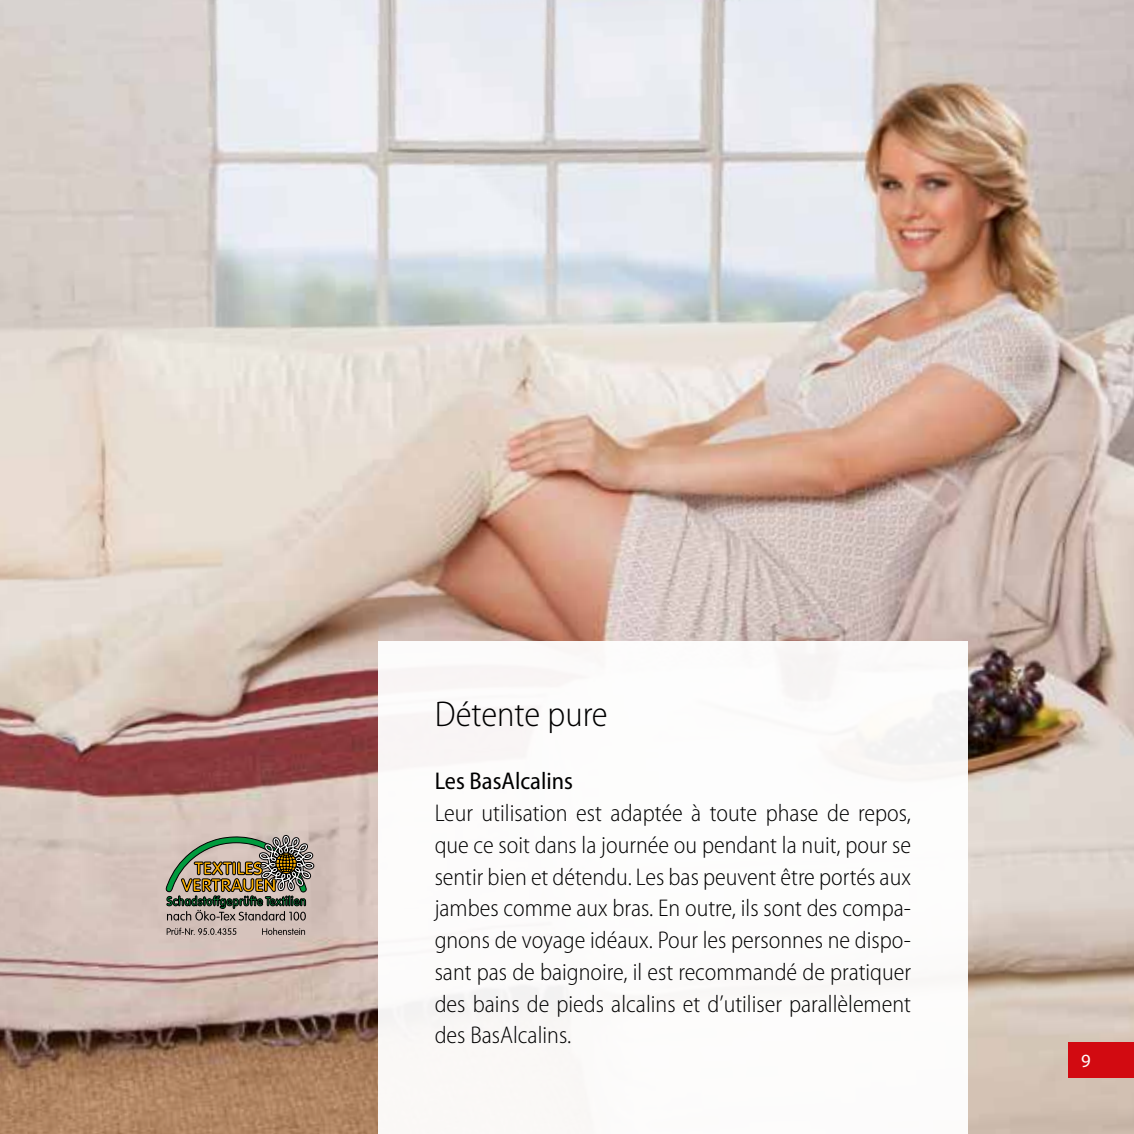 Détente pure
Les BasAlcalins
Leur utilisation est adaptée à toute phase de repos,
que ce soit dans la journée ou pendant la nuit, pour se
sentir bien et détendu. Les bas peuvent être portés aux
jambes comme aux bras. En outre, ils sont des compa-
gnons de voyage idéaux. Pour les personnes ne dispo-
sant pas de baignoire, il est recommandé de pratiquer
des bains de pieds alcalins et d’utiliser parallèlement
des BasAlcalins.
TEXTILES
VERTRAUEN
Schadstoffgeprüfte Textilien
nach Öko-Tex Standard 100
Prüf-Nr. 95.0.4355 Hohenstein
9